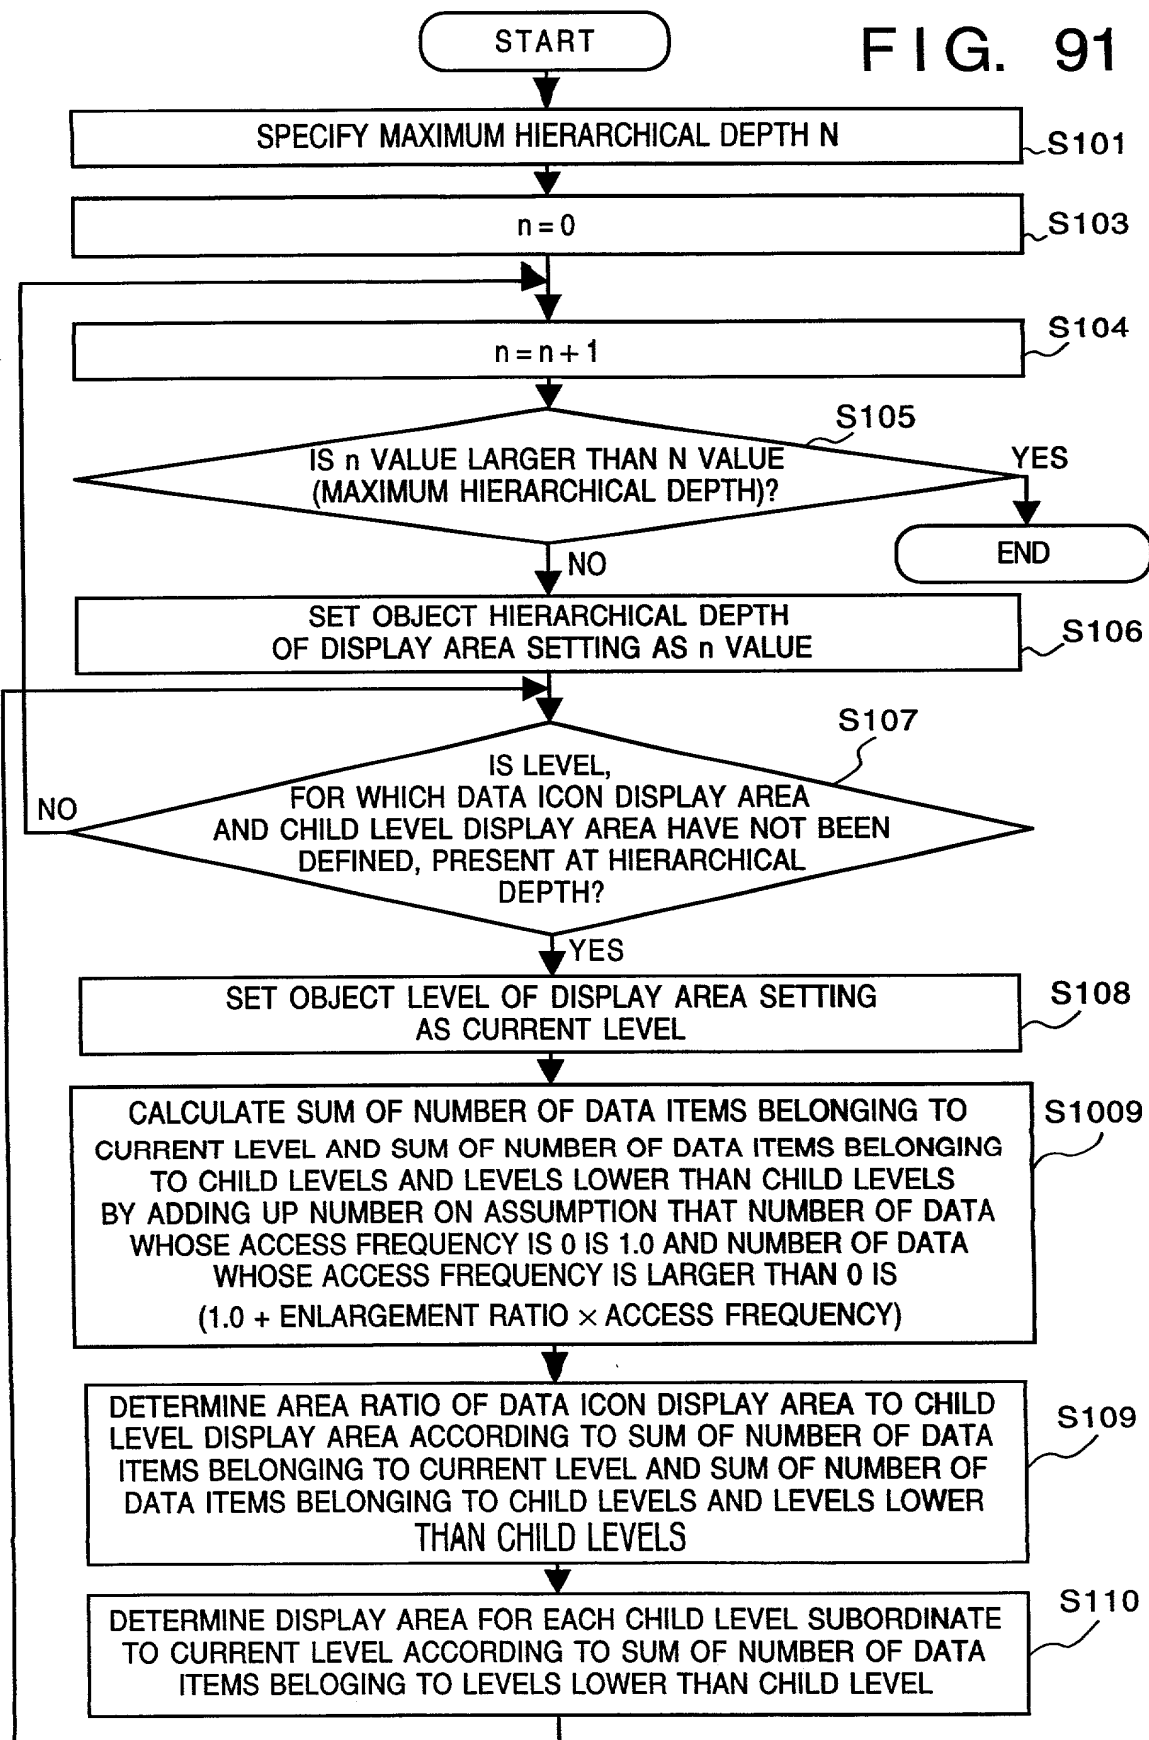 START
FIG. 91
SPECIFY MAXIMUM HIERARCHICAL DEPTH N
S101
n=0
S103
n=n+1
S104
S105
IS n VALUE LARGER THAN N VALUE
(MAXIMUM HIERARCHICAL DEPTH)?
YES
END
NO
SET OBJECT HIERARCHICAL DEPTH
OF DISPLAY AREA SETTING AS n VALUE
S106
S107
IS LEVEL,
FOR WHICH DATA ICON DISPLAY AREA
AND CHILD LEVEL DISPLAY AREA HAVE NOT BEEN
DEFINED, PRESENT AT HIERARCHICAL
DEPTH?
NO
YES
SET OBJECT LEVEL OF DISPLAY AREA SETTING
AS CURRENT LEVEL
S108
CALCULATE SUM OF NUMBER OF DATA ITEMS BELONGING TO
CURRENT LEVEL AND SUM OF NUMBER OF DATA ITEMS BELONGING
TO CHILD LEVELS AND LEVELS LOWER THAN CHILD LEVELS
BY ADDING UP NUMBER ON ASSUMPTION THAT NUMBER OF DATA
WHOSE ACCESS FREQUENCY IS 0 IS 1.0 AND NUMBER OF DATA
WHOSE ACCESS FREQUENCY IS LARGER THAN 0 IS
(1.0 + ENLARGEMENT RATIO × ACCESS FREQUENCY)
S1009
DETERMINE AREA RATIO OF DATA ICON DISPLAY AREA TO CHILD
LEVEL DISPLAY AREA ACCORDING TO SUM OF NUMBER OF DATA
ITEMS BELONGING TO CURRENT LEVEL AND SUM OF NUMBER OF
DATA ITEMS BELONGING TO CHILD LEVELS AND LEVELS LOWER
THAN CHILD LEVELS
S109
DETERMINE DISPLAY AREA FOR EACH CHILD LEVEL SUBORDINATE
TO CURRENT LEVEL ACCORDING TO SUM OF NUMBER OF DATA
ITEMS BELOGING TO LEVELS LOWER THAN CHILD LEVEL
S110